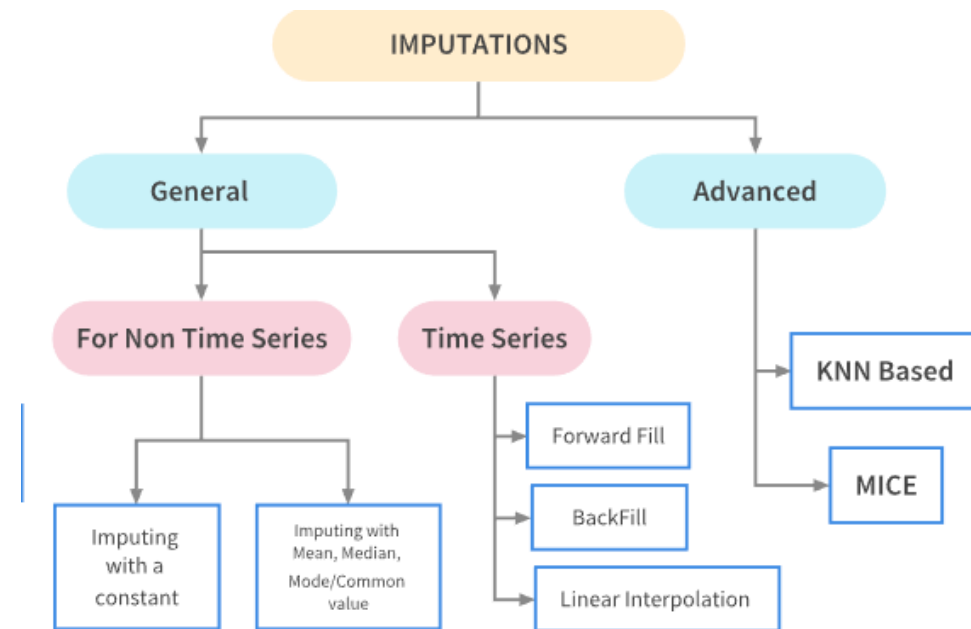 IMPUTATIONS
General
Advanced
For Non Time Series
Time Series
KNN Based
Forward Fill
MICE
BackFill
Imputing
with a
constant
Imputing with
Mean, Median,
Mode/Common
value
Linear Interpolation